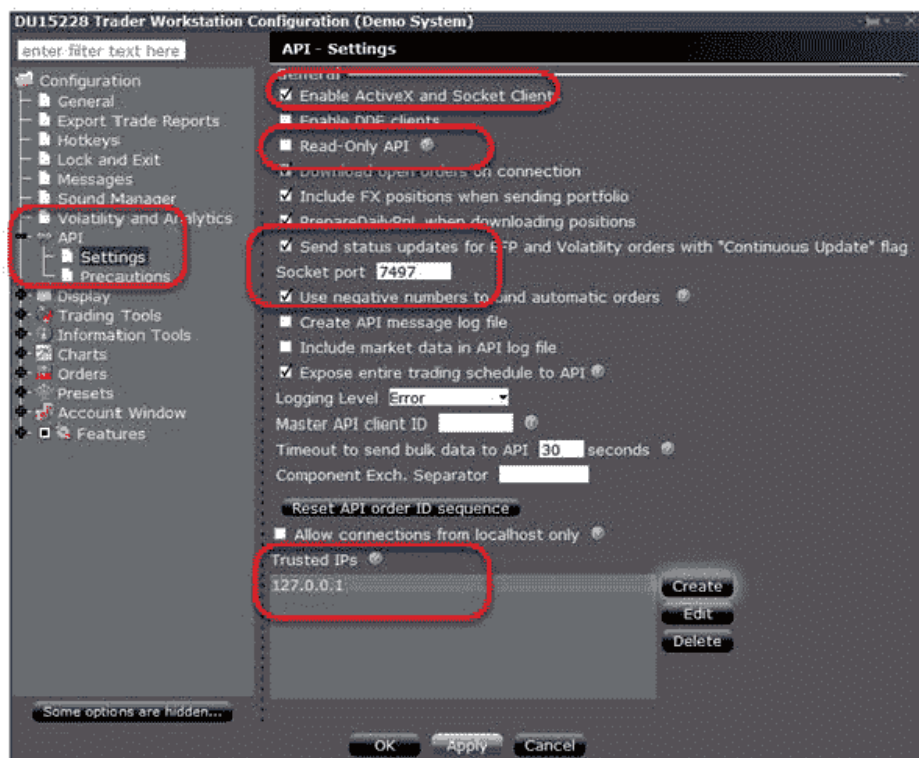 DU15228 Trader Workstation Configuration (Demo System)
enter filter text here
Configuration
General
Export Trade Reports
Hotkeys
Lock and Exit
Messages
Sound Manager
Volatility and Analytics
API
Settings
Precautions
Display
Trading Tools
Information Tools
Charts
Orders
Presets
Account Window
Features
Some options are hidden...
API - Settings
General
Enable ActiveX and Socket Clients
Enable DDE clients
Read-Only API
Download open orders on connection
Include FX positions when sending portfolio
PrepareDailyPnL when downloading positions
Send status updates for EFP and Volatility orders with "Continuous Update" flag
Socket port 7497
Use negative numbers to bind automatic orders
Create API message log file
Include market data in API log file
Expose entire trading schedule to API
Logging Level Error
Master API client ID
Timeout to send bulk data to API 30 seconds
Component Exch. Separator
Reset API order ID sequence
Allow connections from localhost only
Trusted IPs
127.0.0.1
Create
Edit
Delete
OK Apply Cancel